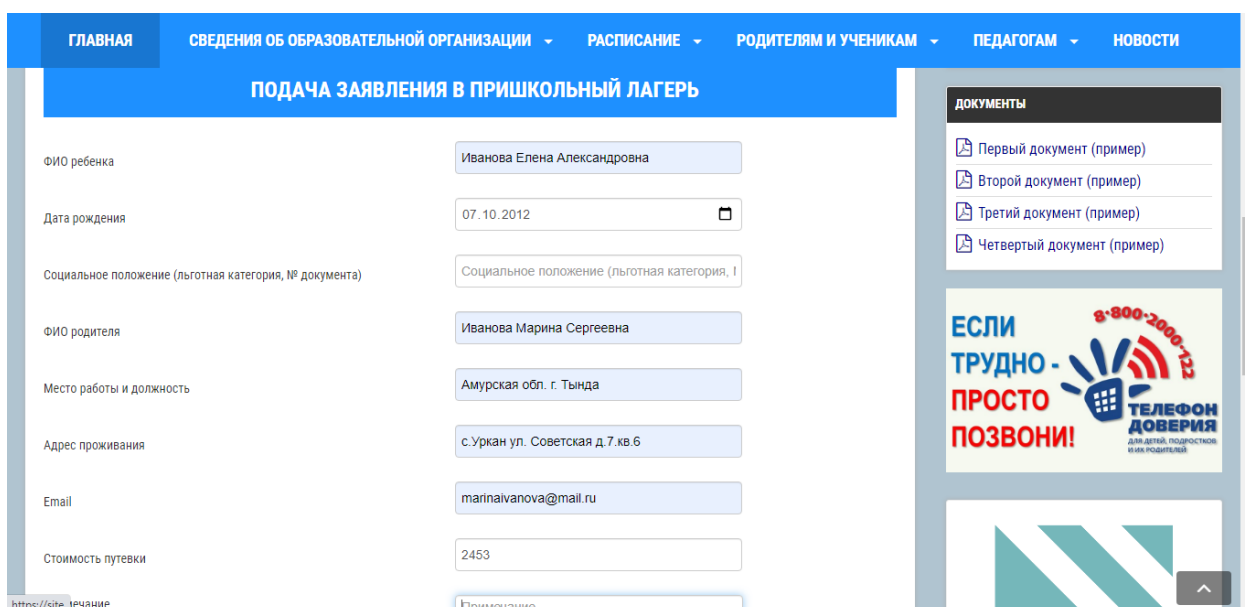 ГЛАВНАЯ СВЕДЕНИЯ ОБ ОБРАЗОВАТЕЛЬНОЙ ОРГАНИЗАЦИИ РАСПИСАНИЕ РОДИТЕЛЯМ И УЧЕНИКАМ ПЕДАГОГАМ НОВОСТИ
ПОДАЧА ЗАЯВЛЕНИЯ В ПРИШКОЛЬНЫЙ ЛАГЕРЬ
ФИО ребенка Иванова Елена Александровна
Дата рождения 07.10.2012
Социальное положение (льготная категория, № документа) Социальное положение (льготная категория,
ФИО родителя Иванова Марина Сергеевна
Место работы и должность Амурская обл. г. Тында
Адрес проживания с.Уркан ул. Советская д.7.кв.6
Email marinaivanova@mail.ru
Стоимость путевки 2453
Примечание
https://site
ДОКУМЕНТЫ
Первый документ (пример)
Второй документ (пример)
Третий документ (пример)
Четвертый документ (пример)
ЕСЛИ
ТРУДНО -
ПРОСТО
ПОЗВОНИ!
8-800-2000-122
ТЕЛЕФОН
ДОВЕРИЯ
для детей, подростков
и их родителей